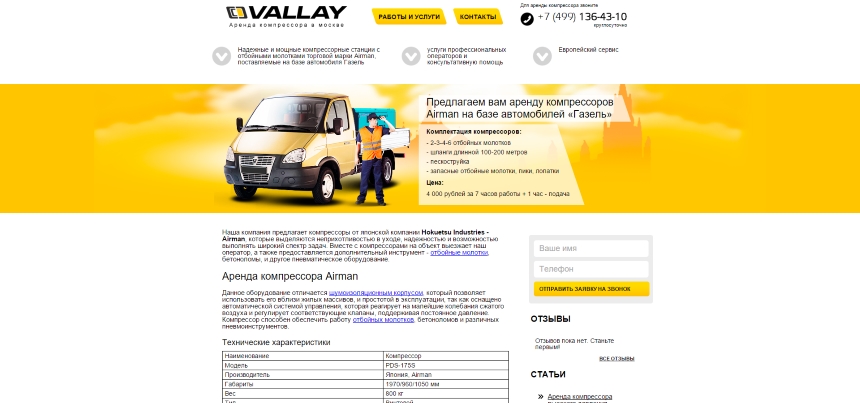 VALLAY
Аренда компрессора в москве
РАБОТЫ И УСЛУГИ
КОНТАКТЫ
Для аренды компрессора звоните
+7 (499) 136-43-10
круглосуточно
Надежные и мощные компрессорные станции с
отбойными молотками торговой марки Airman,
поставляемые на базе автомобиля Газель
услуги профессиональных
операторов и
консультативную помощь
Европейский сервис
Предлагаем вам аренду компрессоров
Airman на базе автомобилей «Газель»
Комплектация компрессоров:
- 2-3-4-6 отбойных молотков
- шланги длинной 100-200 метров
- пескоструйка
- запасные отбойные молотки, пики, лопатки
Цена:
4 000 рублей за 7 часов работы + 1 час - подача
Наша компания предлагает компрессоры от японской компании Hokuetsu Industries -
Airman, которые выделяются неприхотливостью в уходе, надежностью и возможностью
выполнять широкий спектр задач. Вместе с компрессорами на объект выезжает наш
оператор, а также предоставляется дополнительный инструмент - отбойные молотки,
бетоноломы, и другое пневматическое оборудование.
Аренда компрессора Airman
Данное оборудование отличается шумоизоляционным корпусом, который позволяет
использовать его вблизи жилых массивов, и простотой в эксплуатации, так как оснащено
автоматической системой управления, которая реагирует на малейшие колебания сжатого
воздуха и регулирует соответствующие клапаны, поддерживая постоянное давление.
Компрессор способен обеспечить работу отбойных молотков, бетоноломов и различных
пневмоинструментов.
Технические характеристики
Наименование Компрессор
Модель PDS-175S
Производитель Япония, Airman
Габариты 1970/960/1050 мм
Вес 800 кг
Тип Винтовой
Ваше имя
Телефон
ОТПРАВИТЬ ЗАЯВКУ НА ЗВОНОК
ОТЗЫВЫ
Отзывов пока нет. Станьте
первым!
ВСЕ ОТЗЫВЫ
СТАТЬИ
Аренда компрессора
высокого давления